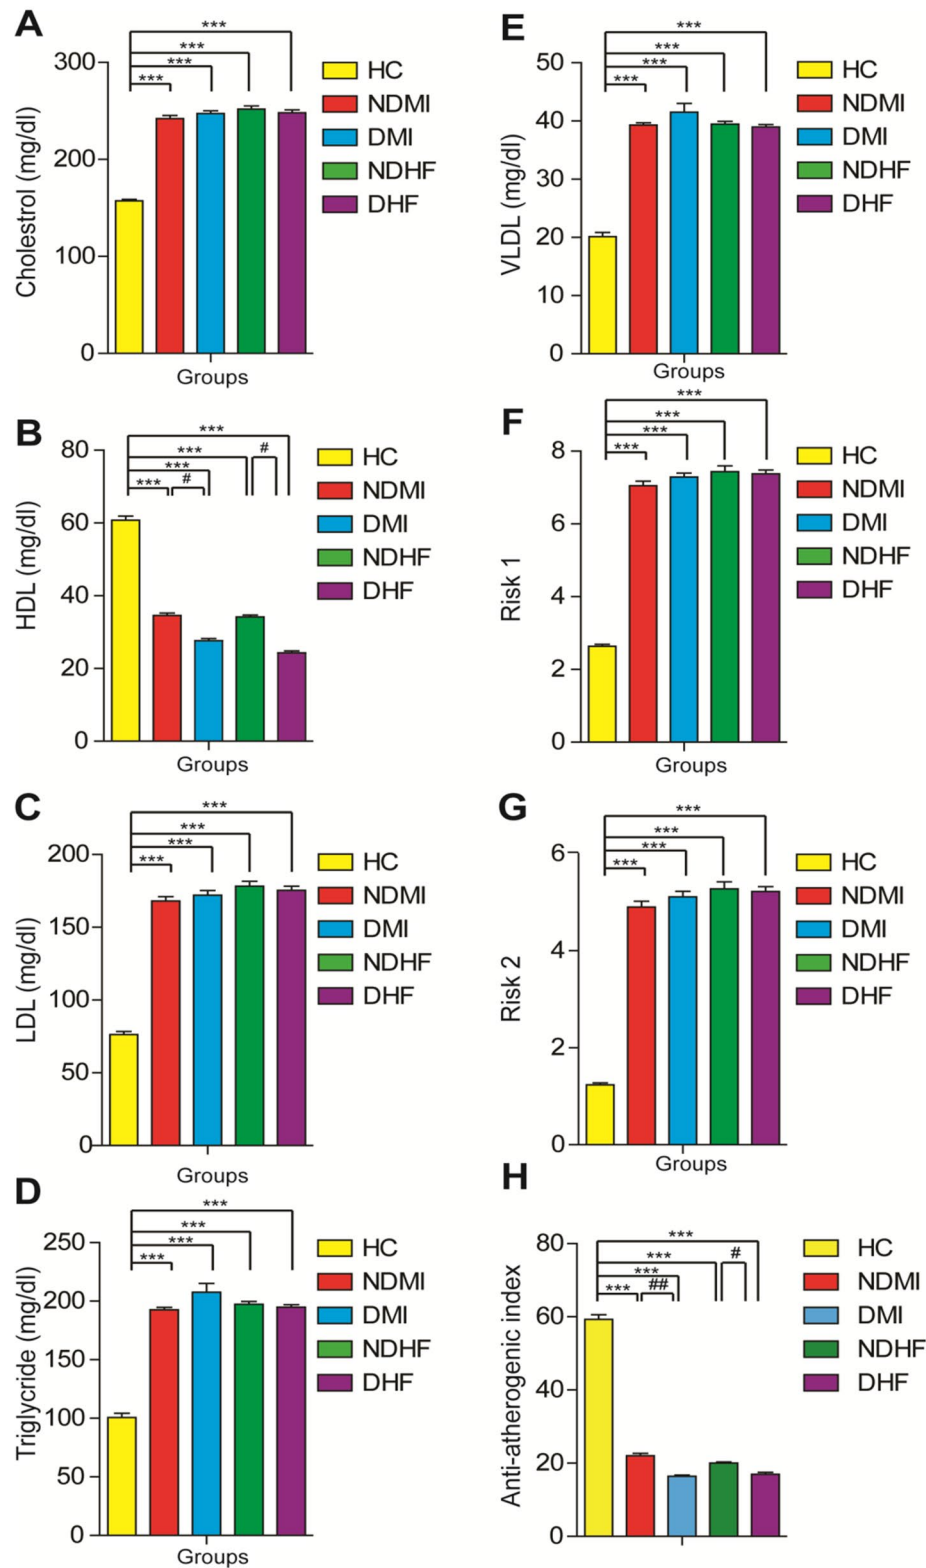 A
***
***
***
***
300
200
100
0
Cholestrol (mg/dl)
Groups
HC
NDMI
DMI
NDHF
DHF
B
***
***
#
***
***
#
80
60
40
20
0
HDL (mg/dl)
Groups
HC
NDMI
DMI
NDHF
DHF
C
***
***
***
***
200
150
100
50
0
LDL (mg/dl)
Groups
HC
NDMI
DMI
NDHF
DHF
D
***
***
***
***
250
200
150
100
50
0
Triglycride (mg/dl)
Groups
HC
NDMI
DMI
NDHF
DHF
E
***
***
***
***
50
40
30
20
10
0
VLDL (mg/dl)
Groups
HC
NDMI
DMI
NDHF
DHF
F
***
***
***
***
8
6
4
2
0
Risk 1
Groups
HC
NDMI
DMI
NDHF
DHF
G
***
***
***
***
6
4
2
0
Risk 2
Groups
HC
NDMI
DMI
NDHF
DHF
H
***
***
#
***
***
##
80
60
40
20
0
Anti-atherogenic index
HC
NDMI
DMI
NDHF
DHF